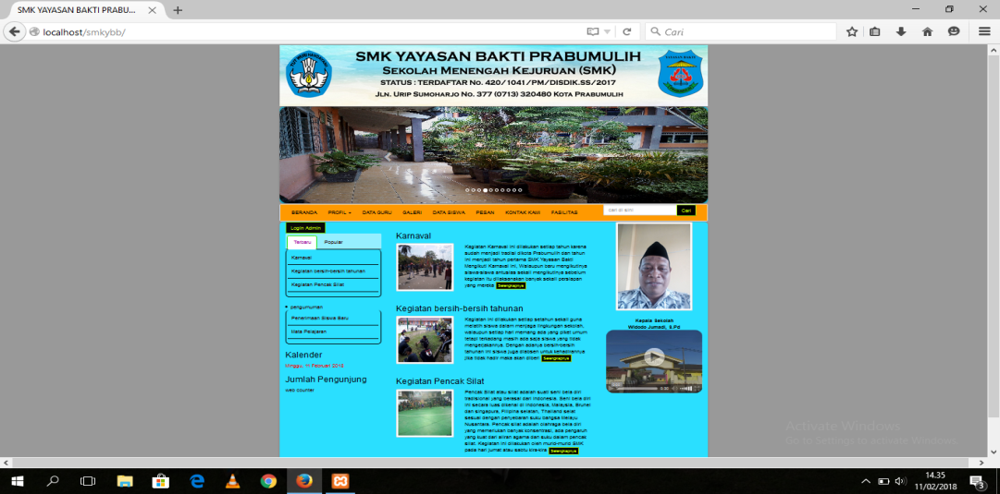 SMK YAYASAN BAKTI PRABU...
localhost/smkybb/
Cari
SMK YAYASAN BAKTI PRABUMULIH
SEKOLAH MENENGAH KEJURUAN (SMK)
STATUS : TERDAFTAR No. 420/1041/PM/DISDIK.SS/2017
JLN. URIP SUMOHARJO No. 377 (0713) 320480 KOTA PRABUMULIH
BERANDA PROFIL DATA GURU GALERI DATA SISWA PESAN KONTAK KAMI FASILITAS
cari di sini Cari
Login Admin
Terbaru Popular
Karnaval
Kegiatan bersih-bersih tahunan
Kegiatan Pencak Silat
pengumuman
Penerimaan Siswa Baru
Mata Pelajaran
Kalender
Minggu, 11 Februari 2018
Jumlah Pengunjung
web counter
Karnaval
Kegiatan Karnaval ini dilakukan setiap tahun karena
sudah menjadi tradisi dikota Prabumulih dan tahun
ini menjadi tahun pertama SMK Yayasan Bakti
Mengikuti Karnaval ini, Walaupun baru mengikutinya
siswa-siswa antusias sekali mengikutinya sebelum
kegiatan itu dilaksanakan banyak sekali persiapan
yang mereka Selengkapnya
Kegiatan bersih-bersih tahunan
Kegiatan ini dilakukan setiap setahun sekali guna
melatih siswa dalam menjaga lingkungan sekolah,
walaupun setiap hari memang ada yang piket umum
tetapi terkadang masih ada saja siswa yang tidak
mengerjakannya. Dengan adanya bersih-bersih
tahunan ini siswa juga diabsen untuk kehadirannya
jika tidak hadir maka akan diberi Selengkapnya
Kegiatan Pencak Silat
Pencak Silat atau silat adalah suatu seni bela diri
tradisional yang berasal dari Indonesia. Seni bela diri
ini secara luas dikenal di Indonesia, Malaysia, Brunei
dan singapura, Filipina selatan, Thailand selat
sesuai dengan penyebaran suku bangsa Melayu
Nusantara. Pencak silat adalah olahraga bela diri
yang memerlukan banyak konsentrasi, ada pengaruh
yang kuat dari aliran agama dan suku dalam pencak
silat. Kegiatan ini dilakukan oleh murid-murid SMK
pada hari jumat atau sabtu kira-kira Selengkapnya
Kepala Sekolah
Widodo Jumadi, S.Pd
0:20
Activate Windows
Go to Settings to activate Windows.
14.35
11/02/2018
3